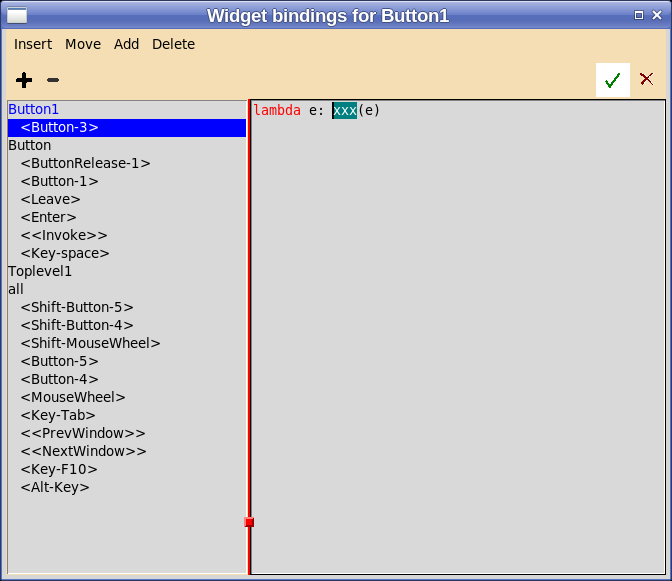 Widget bindings for Button1
Insert Move Add Delete
Button1
<Button-3>
Button
<ButtonRelease-1>
<Button-1>
<Leave>
<Enter>
<<Invoke>>
<Key-space>
Toplevel1
all
<Shift-Button-5>
<Shift-Button-4>
<Shift-MouseWheel>
<Button-5>
<Button-4>
<MouseWheel>
<Key-Tab>
<<PrevWindow>>
<<NextWindow>>
<Key-F10>
<Alt-Key>
lambda e: xxx(e)